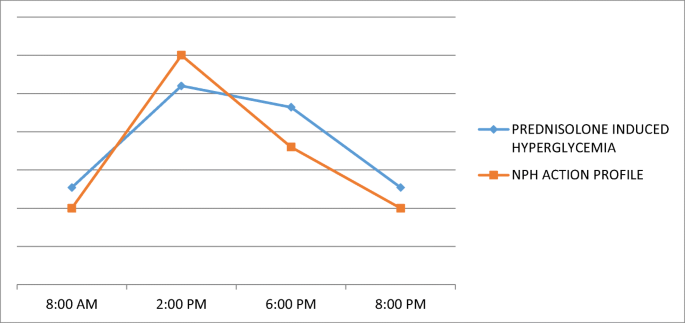 PREDNISOLONE INDUCED
HYPERGLYCEMIA
NPH ACTION PROFILE
8:00 AM 2:00 PM 6:00 PM 8:00 PM